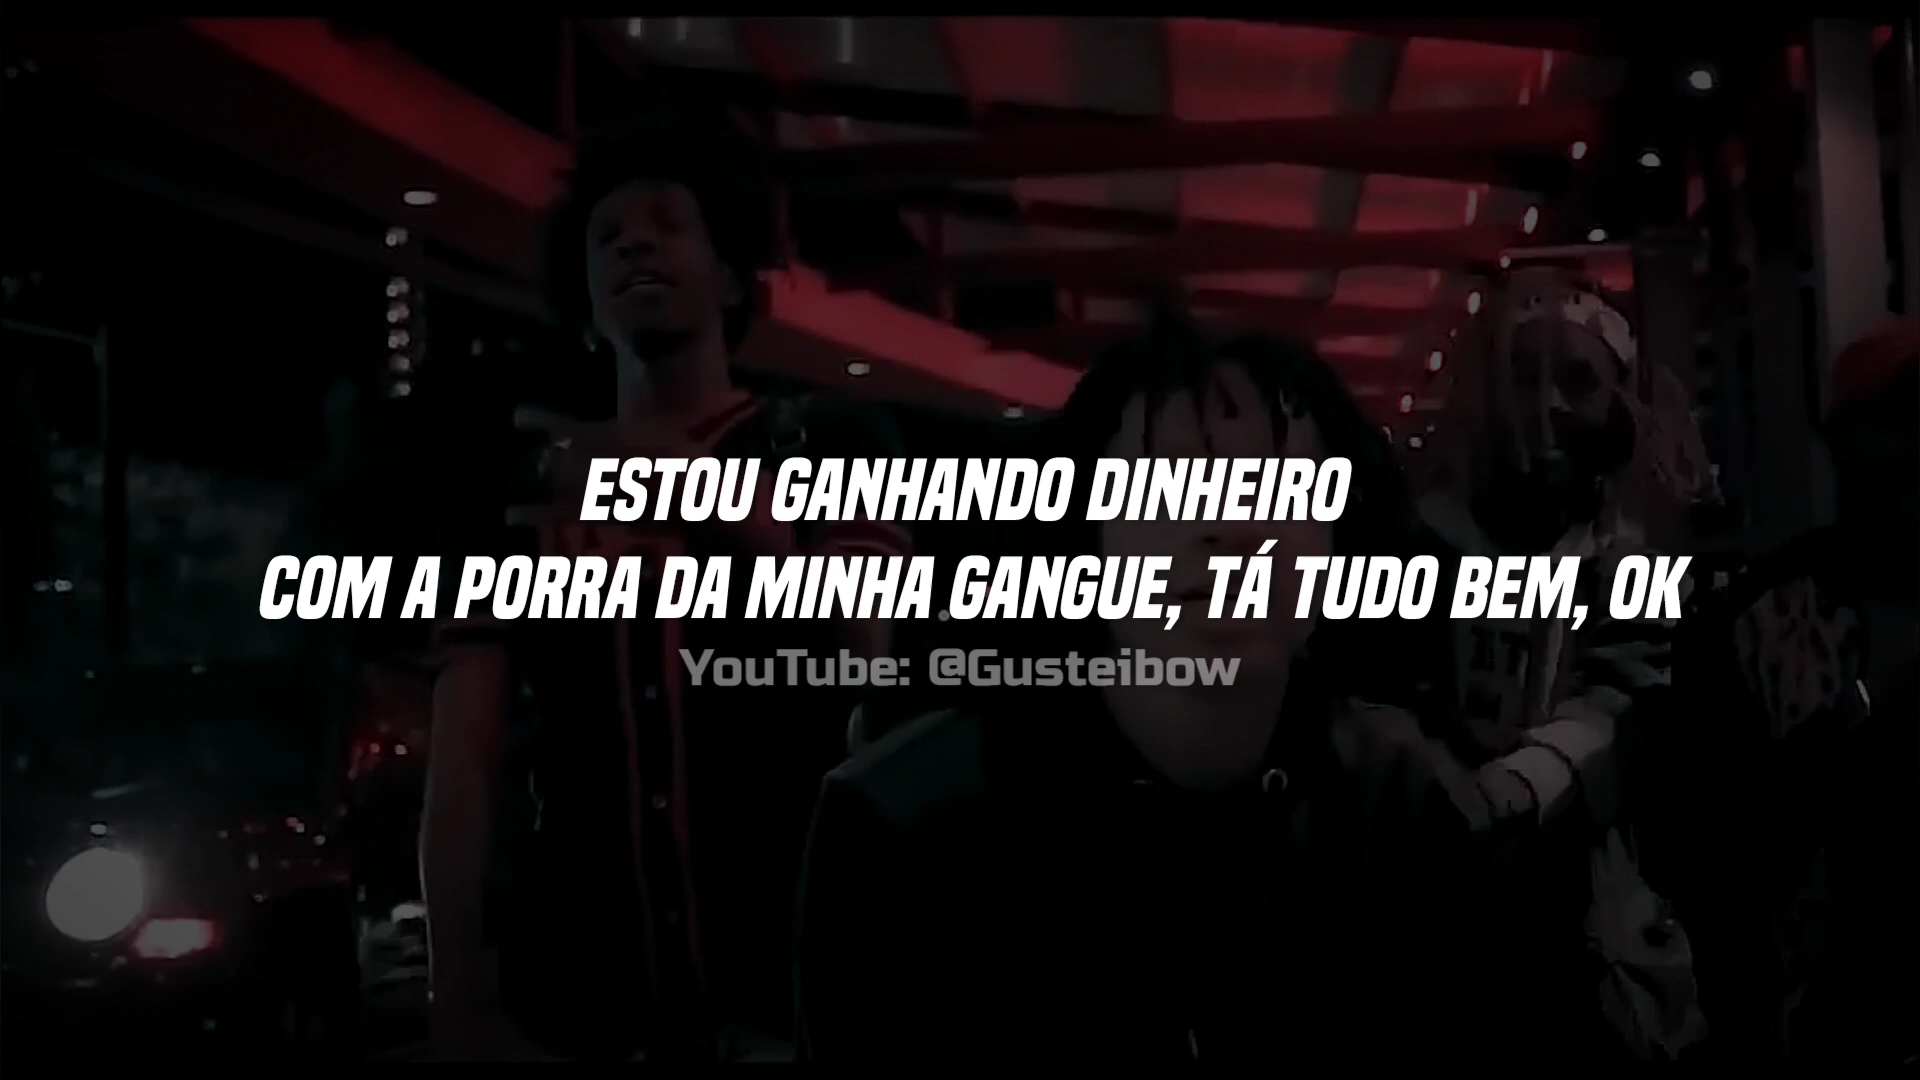 ESTOU GANHANDO DINHEIRO
COM A PORRA DA MINHA GANGUE, TÁ TUDO BEM, OK
YouTube: @Gusteibow